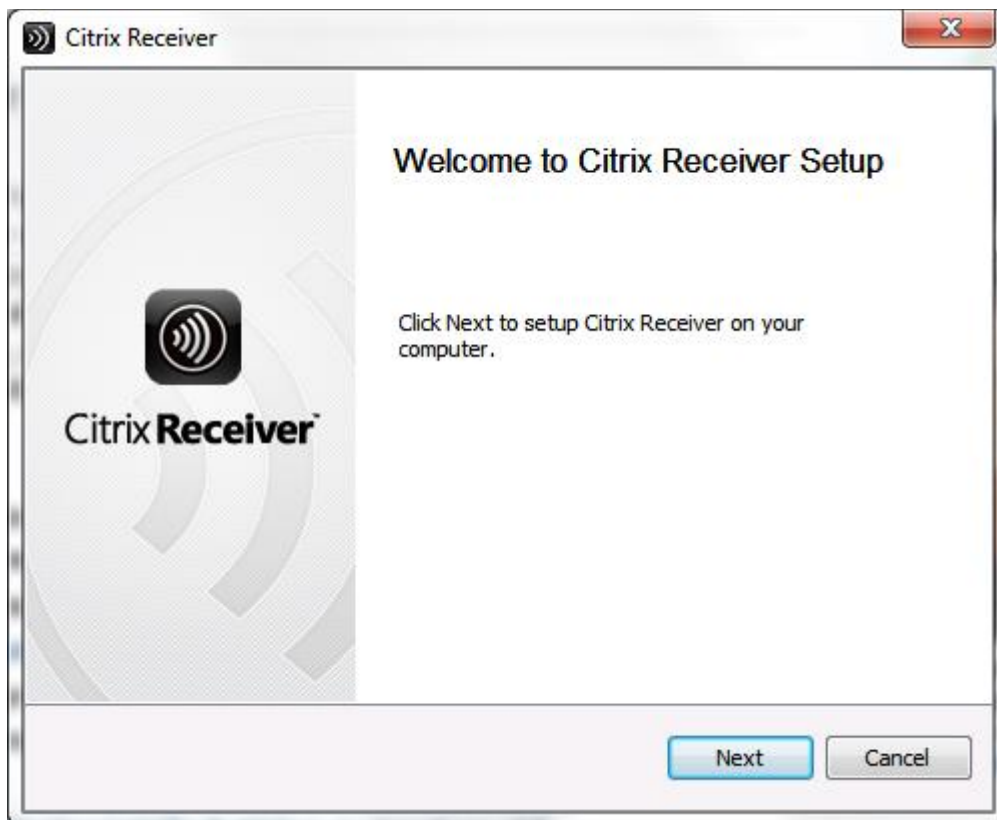 Citrix Receiver
Welcome to Citrix Receiver Setup
Click Next to setup Citrix Receiver on your
computer.
Citrix Receiver™
Next
Cancel